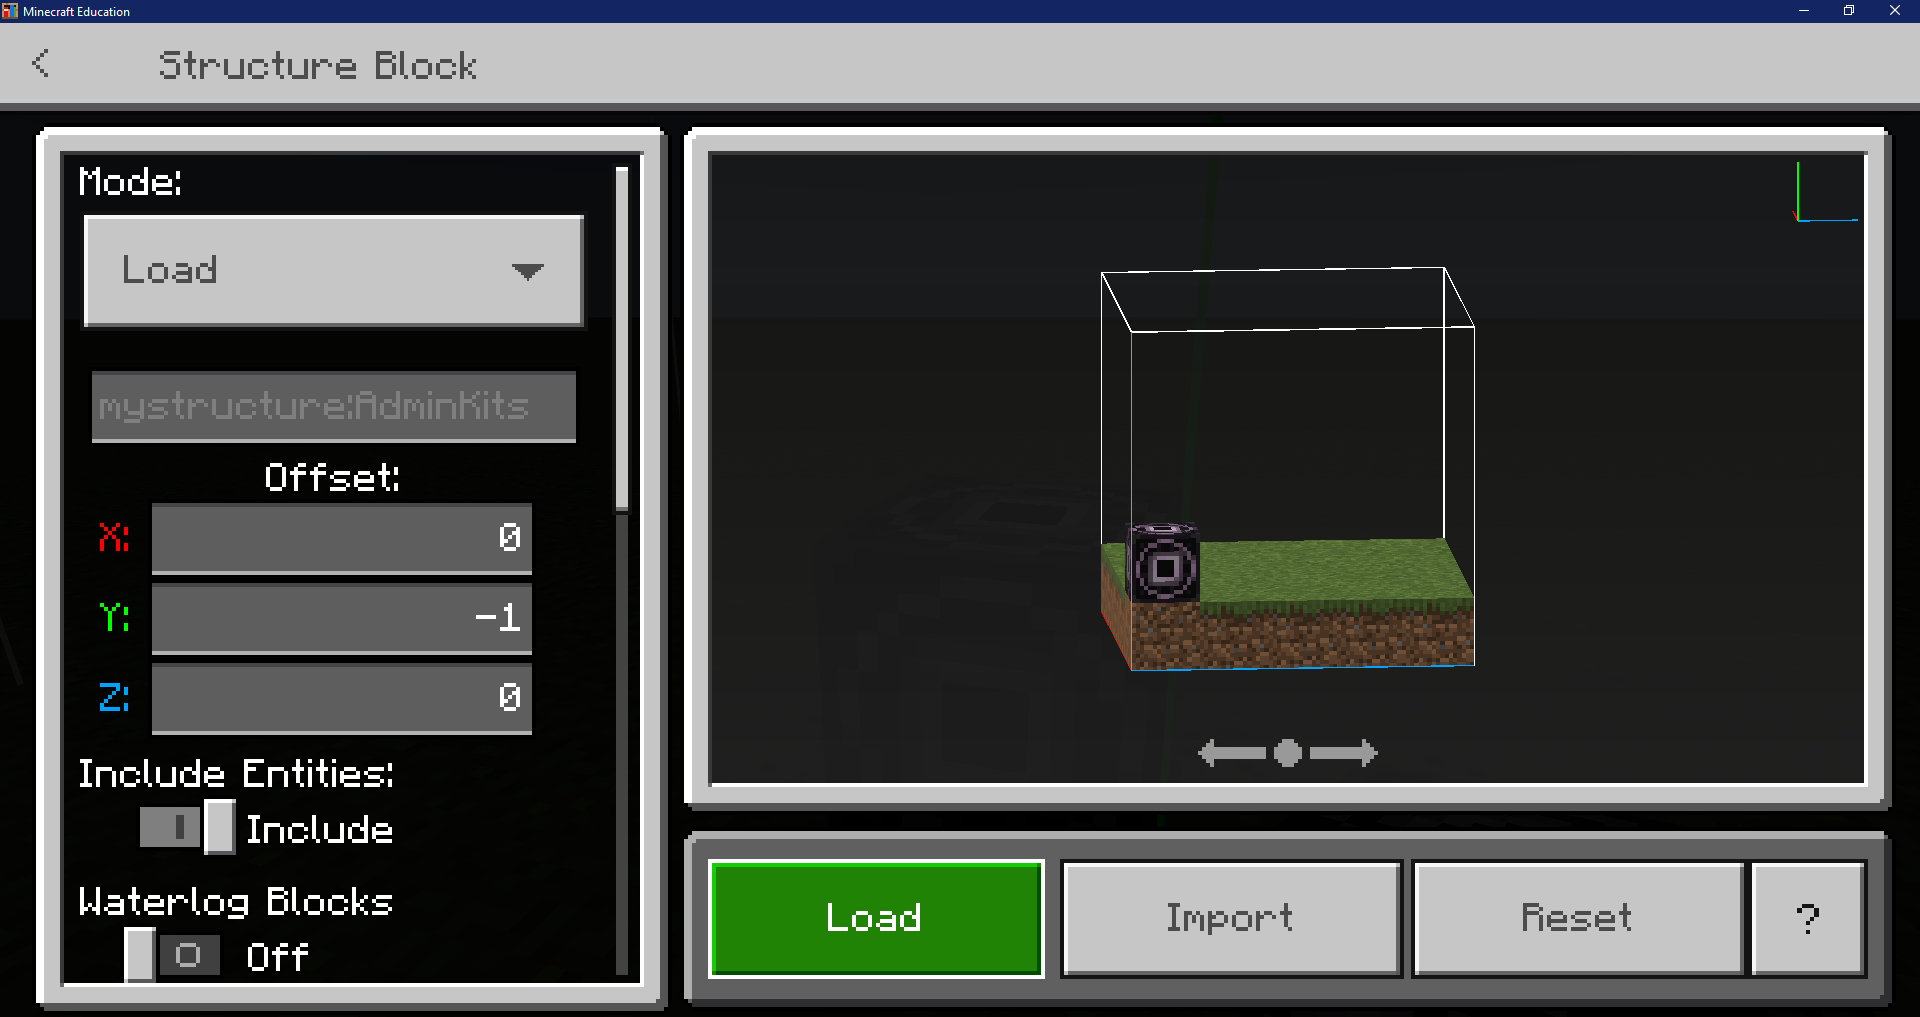 Minecraft Education
Structure Block
Mode:
Load
mystructure:AdminKits
Offset:
X: 0
Y: -1
Z: 0
Include Entities:
Include
Waterlog Blocks
Off
Load
Import
Reset
?